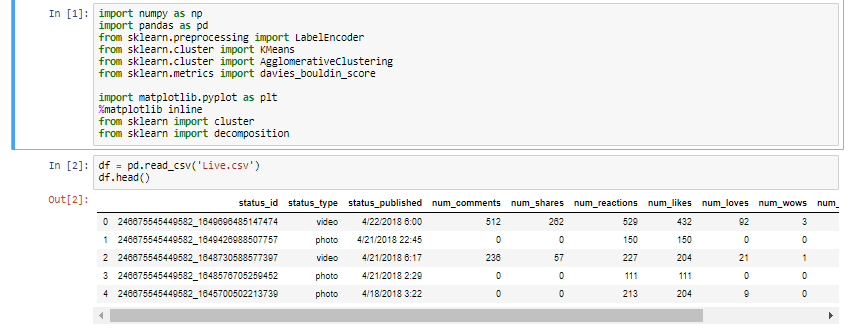 In [1]: import numpy as np
import pandas as pd
from sklearn.preprocessing import LabelEncoder
from sklearn.cluster import KMeans
from sklearn.cluster import AgglomerativeClustering
from sklearn.metrics import davies_bouldin_score
import matplotlib.pyplot as plt
%matplotlib inline
from sklearn import cluster
from sklearn import decomposition
In [2]: df = pd.read_csv('Live.csv')
df.head()
Out[2]:
status_id status_type status_published num_comments num_shares num_reactions num_likes num_loves num_wows num_
0 246675545449582_1649696485147474 video 4/22/2018 6:00 512 262 529 432 92 3
1 246675545449582_1649426988507757 photo 4/21/2018 22:45 0 0 150 150 0 0
2 246675545449582_1648730588577397 video 4/21/2018 6:17 236 57 227 204 21 1
3 246675545449582_1648576705259452 photo 4/21/2018 2:29 0 0 111 111 0 0
4 246675545449582_1645700502213739 photo 4/18/2018 3:22 0 0 213 204 9 0